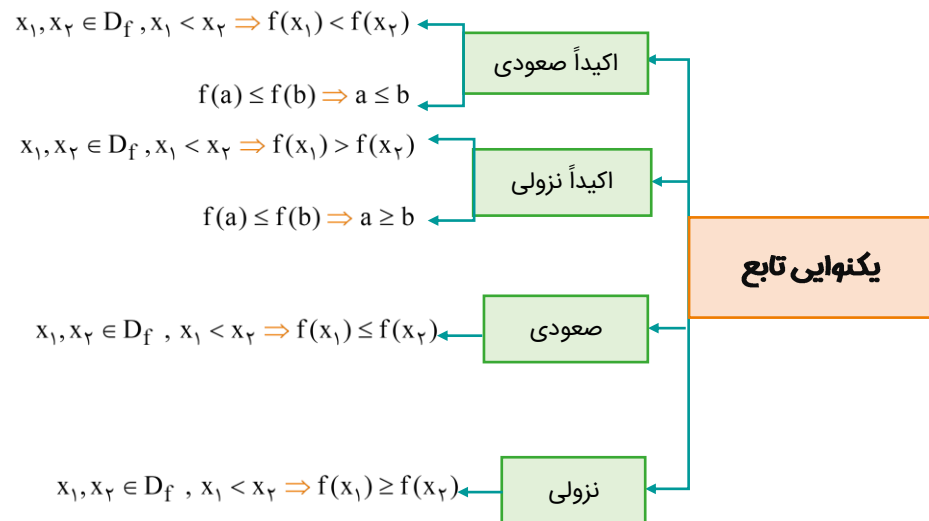 یکنوایی تابع
اکیداً صعودی
x₁, x₂ ∈ D_f , x₁ < x₂ ⇒ f(x₁) < f(x₂)
f(a) ≤ f(b) ⇒ a ≤ b
اکیداً نزولی
x₁, x₂ ∈ D_f , x₁ < x₂ ⇒ f(x₁) > f(x₂)
f(a) ≤ f(b) ⇒ a ≥ b
صعودی
x₁, x₂ ∈ D_f , x₁ < x₂ ⇒ f(x₁) ≤ f(x₂)
نزولی
x₁, x₂ ∈ D_f , x₁ < x₂ ⇒ f(x₁) ≥ f(x₂)